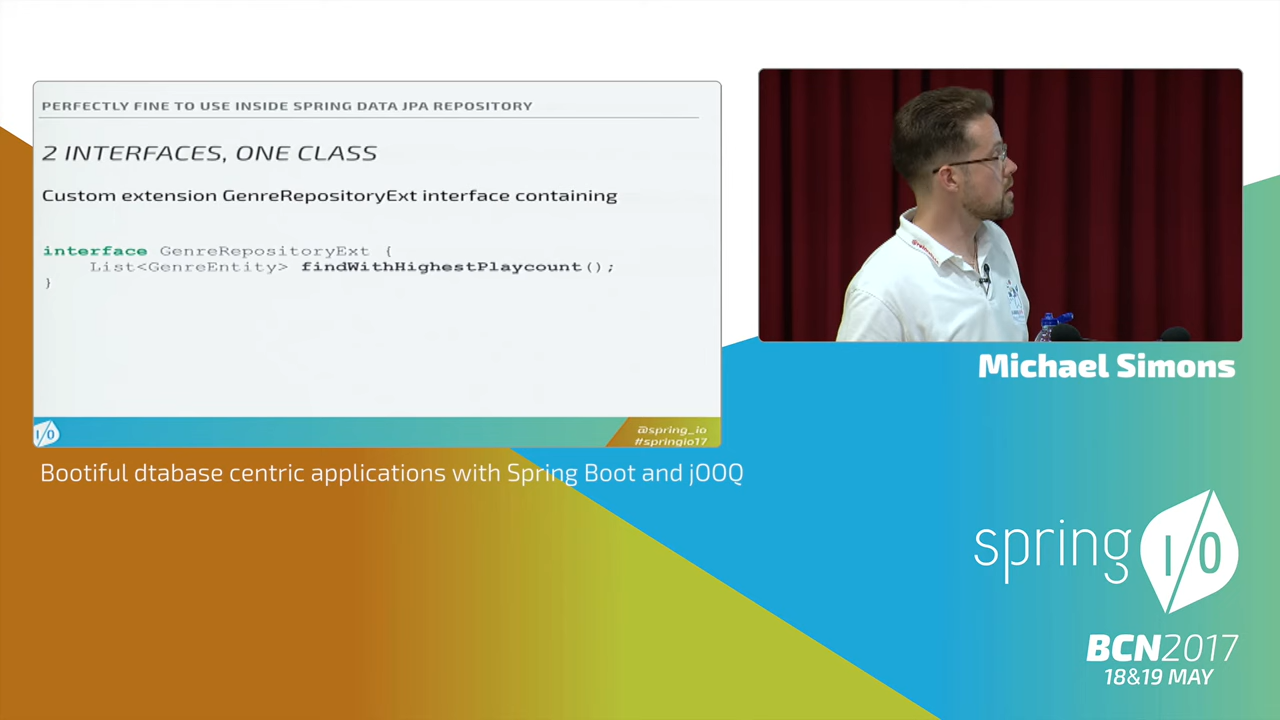 PERFECTLY FINE TO USE INSIDE SPRING DATA JPA REPOSITORY
2 INTERFACES, ONE CLASS
Custom extension GenreRepositoryExt interface containing
interface GenreRepositoryExt {
List<GenreEntity> findWithHighestPlaycount();
}
I/O
@spring_io
#springio17
Michael Simons
Bootiful dtabase centric applications with Spring Boot and jOOQ
spring I/O
BCN2017
18&19 MAY